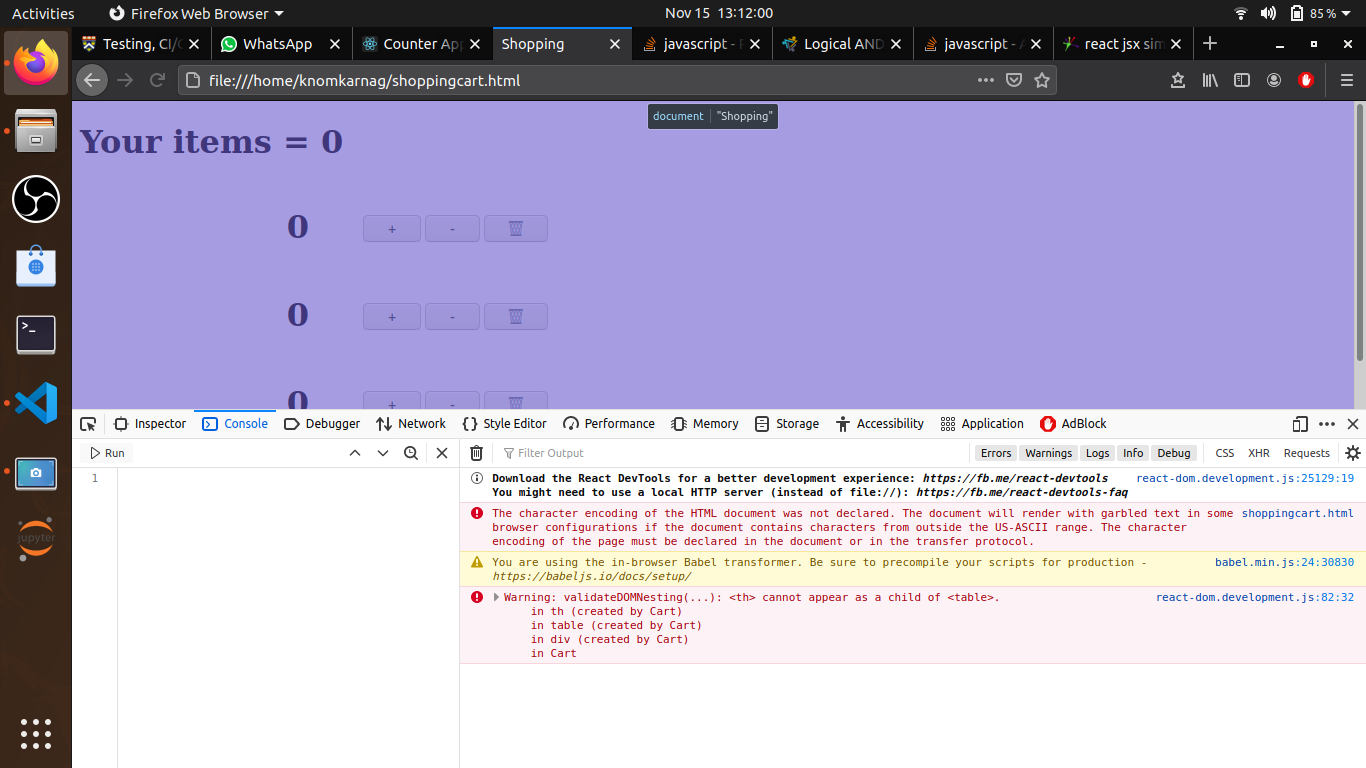 Activities
Firefox Web Browser
Nov 15 13:12:00
85 %
Testing, CI/C
WhatsApp
Counter Ap
Shopping
javascript -
Logical AND
javascript -
react jsx sim
file:///home/knomkarnag/shoppingcart.html
document "Shopping"
Your items = 0
0 + -
0 + -
0 + -
Inspector
Console
Debugger
Network
Style Editor
Performance
Memory
Storage
Accessibility
Application
AdBlock
Run
Filter Output
Errors Warnings Logs Info Debug CSS XHR Requests
1
Download the React DevTools for a better development experience: https://fb.me/react-devtools react-dom.development.js:25129:19
You might need to use a local HTTP server (instead of file://): https://fb.me/react-devtools-faq
The character encoding of the HTML document was not declared. The document will render with garbled text in some shoppingcart.html
browser configurations if the document contains characters from outside the US-ASCII range. The character
encoding of the page must be declared in the document or in the transfer protocol.
You are using the in-browser Babel transformer. Be sure to precompile your scripts for production - babel.min.js:24:30830
https://babeljs.io/docs/setup/
Warning: validateDOMNesting(...): <th> cannot appear as a child of <table>. react-dom.development.js:82:32
in th (created by Cart)
in table (created by Cart)
in div (created by Cart)
in Cart
>_
jupyter